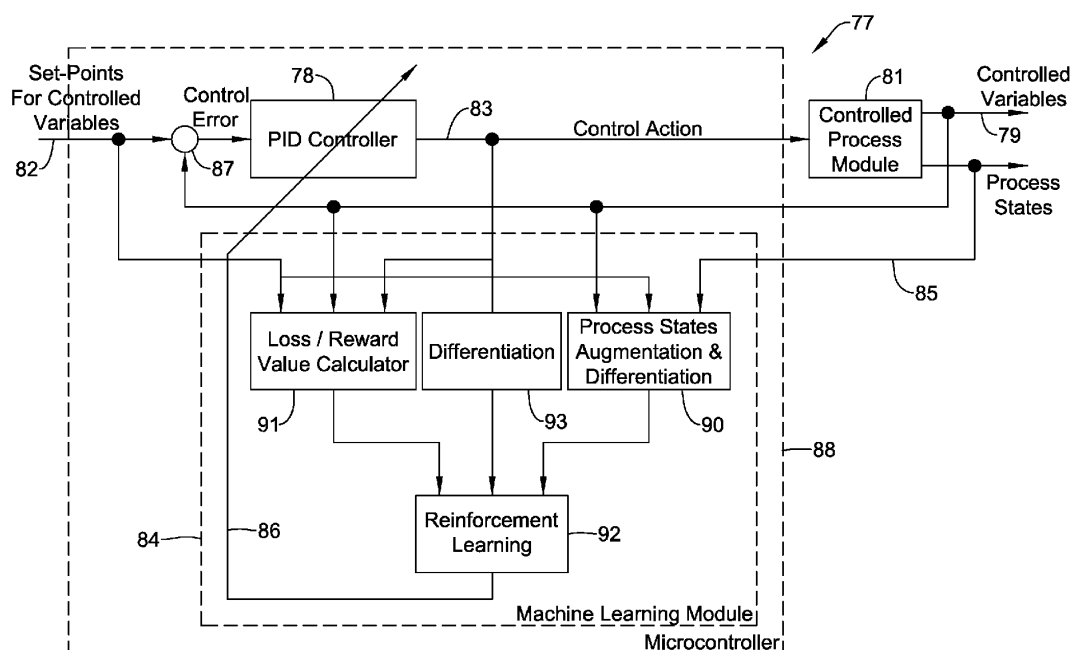 77
Set-Points
For Controlled
Variables
82
Control
Error
87
78
PID Controller
83
Control Action
81
Controlled
Process
Module
Controlled
Variables
79
Process
States
85
Loss / Reward
Value Calculator
91
Differentiation
93
Process States
Augmentation &
Differentiation
90
88
84
86
Reinforcement
Learning
92
Machine Learning Module
Microcontroller